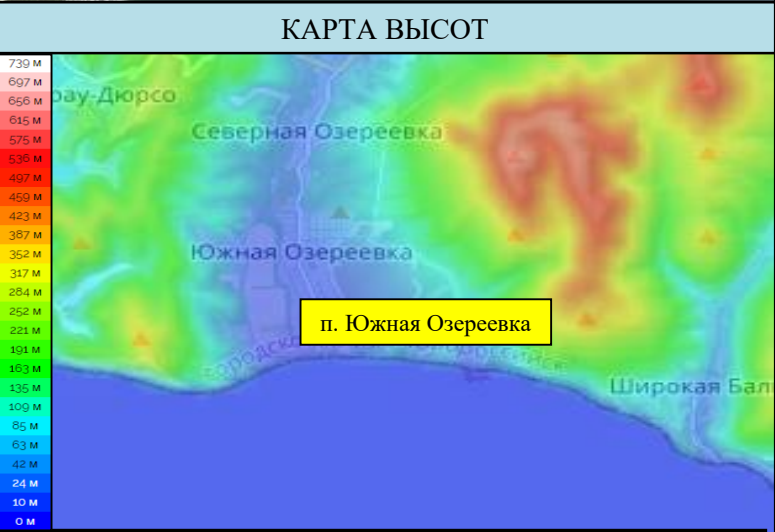 КАРТА ВЫСОТ
739 м
697 м
656 м
615 м
575 м
536 м
497 м
459 м
423 м
387 м
352 м
317 м
284 м
252 м
221 м
191 м
163 м
135 м
109 м
85 м
63 м
42 м
24 м
10 м
0 м
рау-Дюрсо
Северная Озереевка
Южная Озереевка
п. Южная Озереевка
Широкая Бал